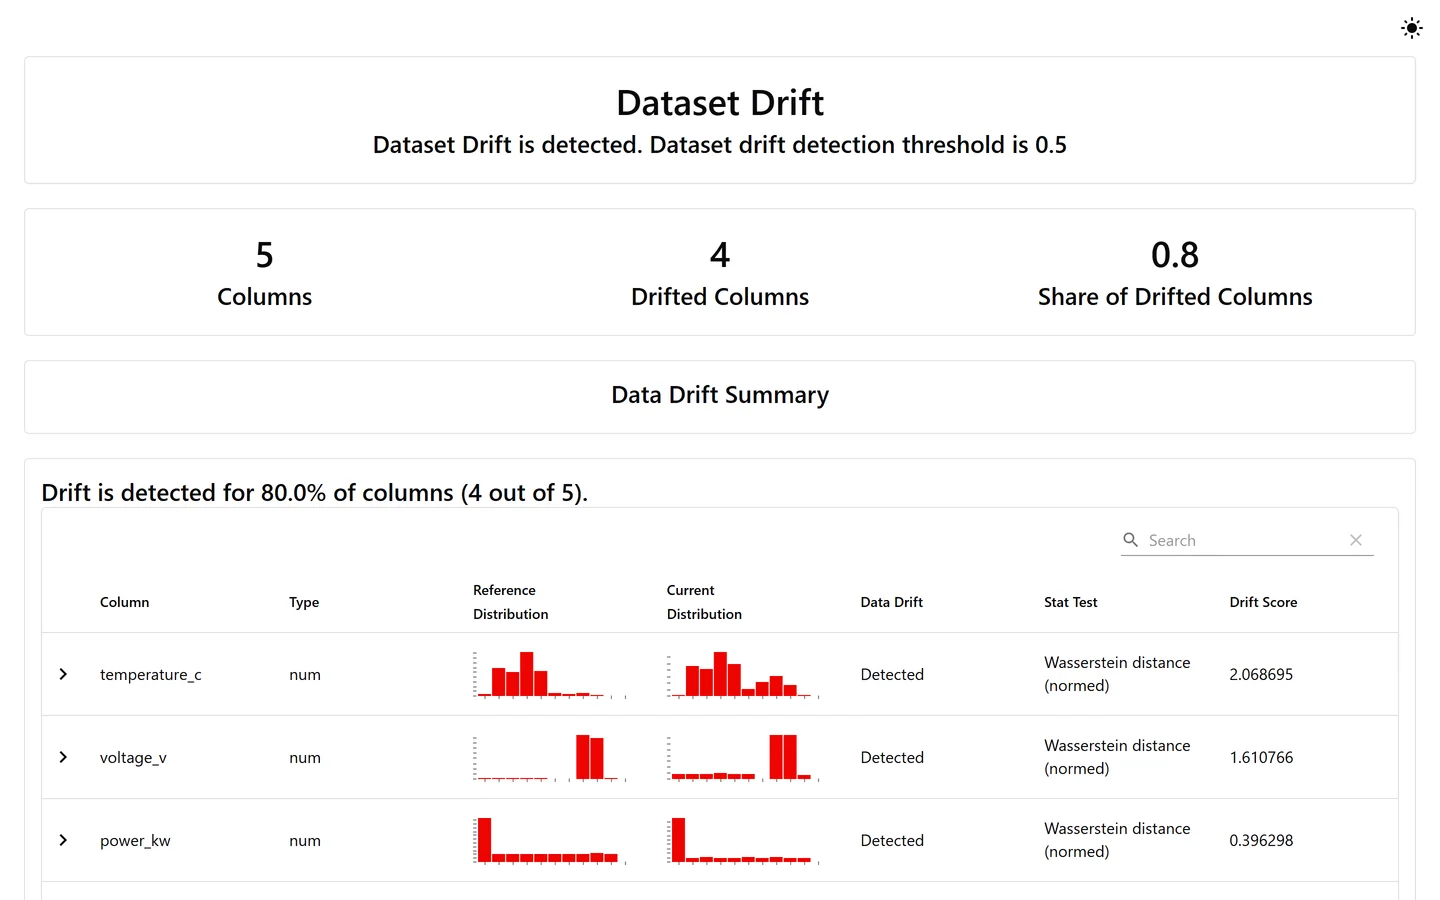 Dataset Drift
Dataset Drift is detected. Dataset drift detection threshold is 0.5
5
Columns
4
Drifted Columns
0.8
Share of Drifted Columns
Data Drift Summary
Drift is detected for 80.0% of columns (4 out of 5).
Search
Column
Type
Reference
Distribution
Current
Distribution
Data Drift
Stat Test
Drift Score
temperature_c
num
Detected
Wasserstein distance
(normed)
2.068695
voltage_v
num
Detected
Wasserstein distance
(normed)
1.610766
power_kw
num
Detected
Wasserstein distance
(normed)
0.396298